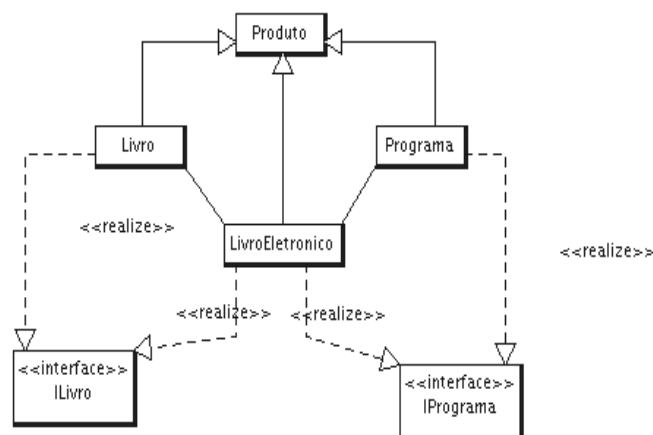 Produto
Livro
Programa
<<realize>>
LivroEletronico
<<realize>>
<<realize>>
<<realize>>
<<interface>>
ILivro
<<interface>>
IPrograma